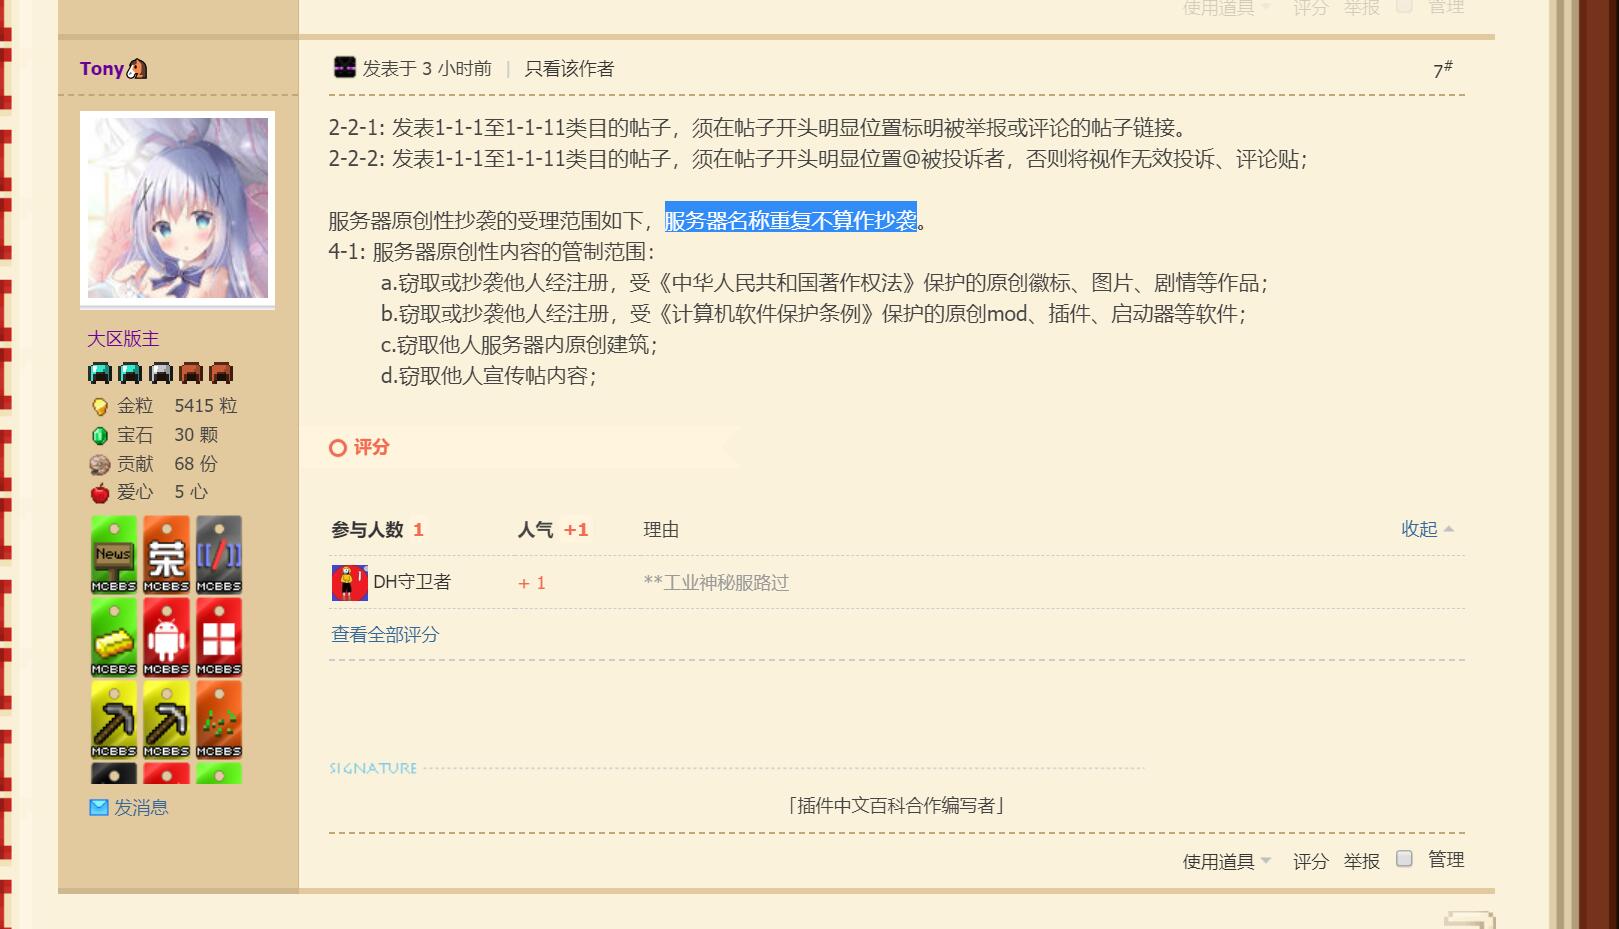 使用道具 评分 举报 管理
Tony
发表于 3 小时前 | 只看该作者 7#
2-2-1: 发表1-1-1至1-1-11类目的帖子，须在帖子开头明显位置标明被举报或评论的帖子链接。
2-2-2: 发表1-1-1至1-1-11类目的帖子，须在帖子开头明显位置@被投诉者，否则将视作无效投诉、评论贴；
服务器原创性抄袭的受理范围如下，服务器名称重复不算作抄袭。
4-1: 服务器原创性内容的管制范围：
a.窃取或抄袭他人经注册，受《中华人民共和国著作权法》保护的原创徽标、图片、剧情等作品；
b.窃取或抄袭他人经注册，受《计算机软件保护条例》保护的原创mod、插件、启动器等软件；
c.窃取他人服务器内原创建筑；
d.窃取他人宣传帖内容；
大区版主
金粒 5415 粒
宝石 30 颗
贡献 68 份
爱心 5 心
News
MCBBS
荣
MCBBS
[[/]]
MCBBS
MCBBS
MCBBS
MCBBS
MCBBS
MCBBS
MCBBS
发消息
评分
参与人数 1 人气 +1 理由 收起
DH守卫者 + 1 **工业神秘服路过
查看全部评分
SIGNATURE
「插件中文百科合作编写者」
使用道具 评分 举报 管理